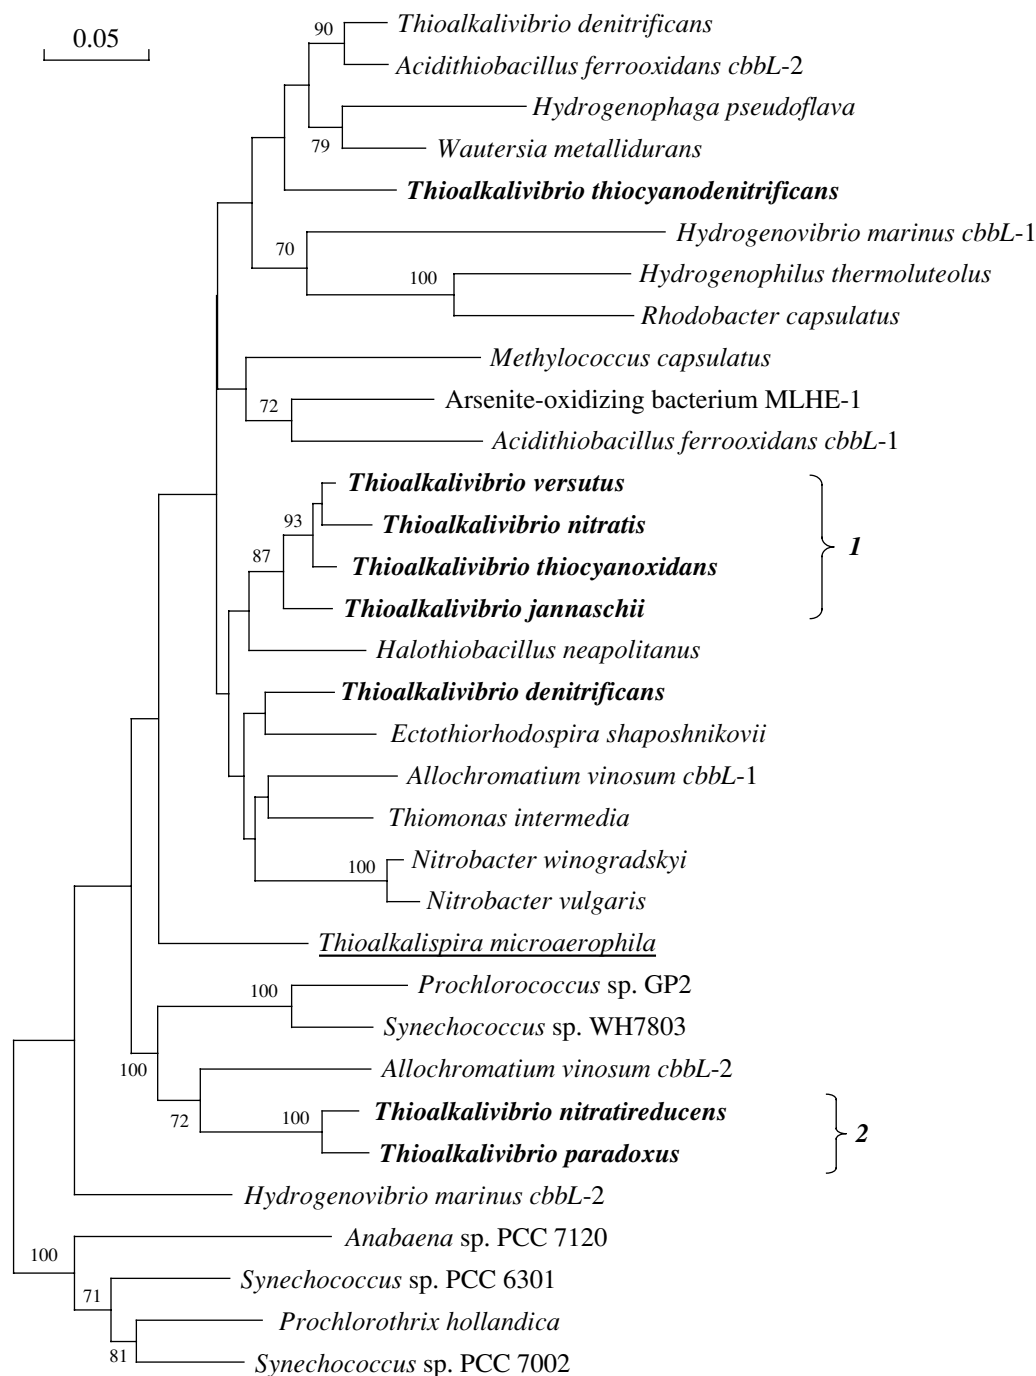 0.05
90
Thioalkalivibrio denitrificans
Acidithiobacillus ferrooxidans cbbL-2
Hydrogenophaga pseudoflava
79
Wautersia metallidurans
Thioalkalivibrio thiocyanodenitrificans
70
Hydrogenovibrio marinus cbbL-1
100
Hydrogenophilus thermoluteolus
Rhodobacter capsulatus
Methylococcus capsulatus
72
Arsenite-oxidizing bacterium MLHE-1
Acidithiobacillus ferrooxidans cbbL-1
Thioalkalivibrio versutus
93
Thioalkalivibrio nitratis
1
87
Thioalkalivibrio thiocyanoxidans
Thioalkalivibrio jannaschii
Halothiobacillus neapolitanus
Thioalkalivibrio denitrificans
Ectothiorhodospira shaposhnikovii
Allochromatium vinosum cbbL-1
Thiomonas intermedia
100
Nitrobacter winogradskyi
Nitrobacter vulgaris
Thioalkalispira microaerophila
100
Prochlorococcus sp. GP2
Synechococcus sp. WH7803
100
Allochromatium vinosum cbbL-2
72
100
Thioalkalivibrio nitratireducens
2
Thioalkalivibrio paradoxus
Hydrogenovibrio marinus cbbL-2
100
Anabaena sp. PCC 7120
71
Synechococcus sp. PCC 6301
Prochlorothrix hollandica
81
Synechococcus sp. PCC 7002